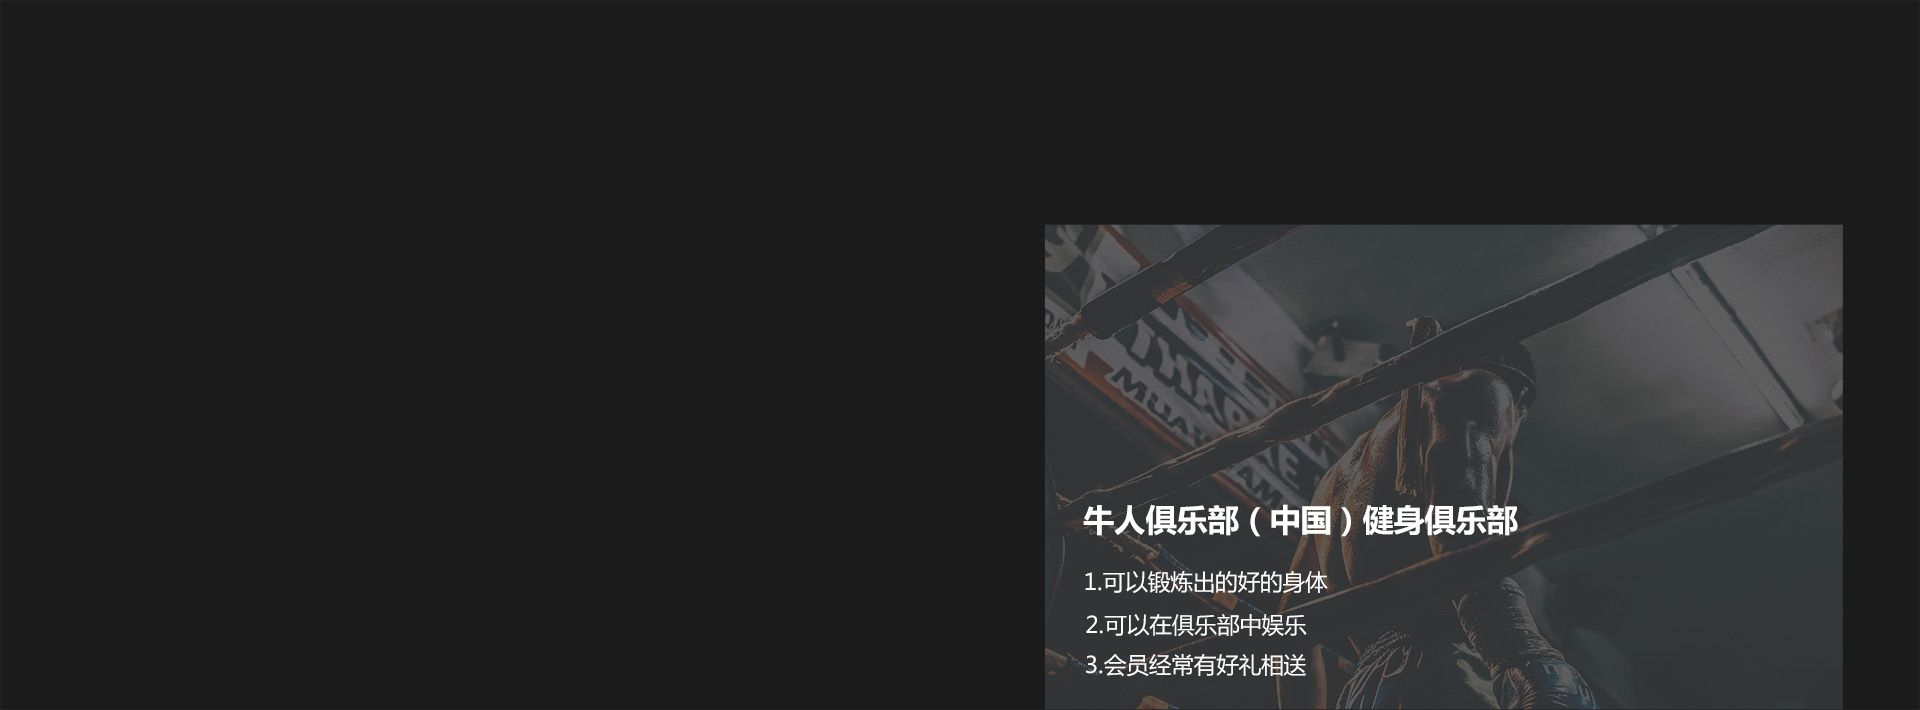 牛人俱乐部（中国）健身俱乐部
1.可以锻炼出的好的身体
2.可以在俱乐部中娱乐
3.会员经常有好礼相送